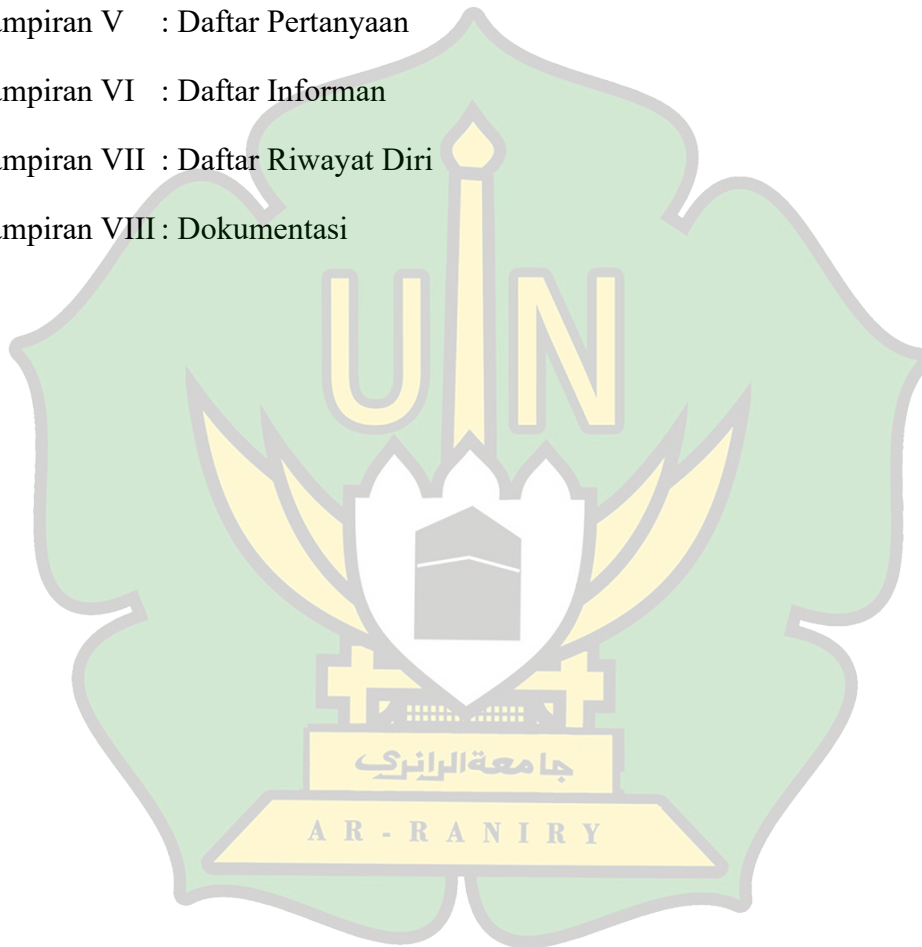 ampiran V : Daftar Pertanyaan
ampiran VI : Daftar Informan
ampiran VII : Daftar Riwayat Diri
ampiran VIII : Dokumentasi
UIN
جامعة الرانري
AR-RANIRY